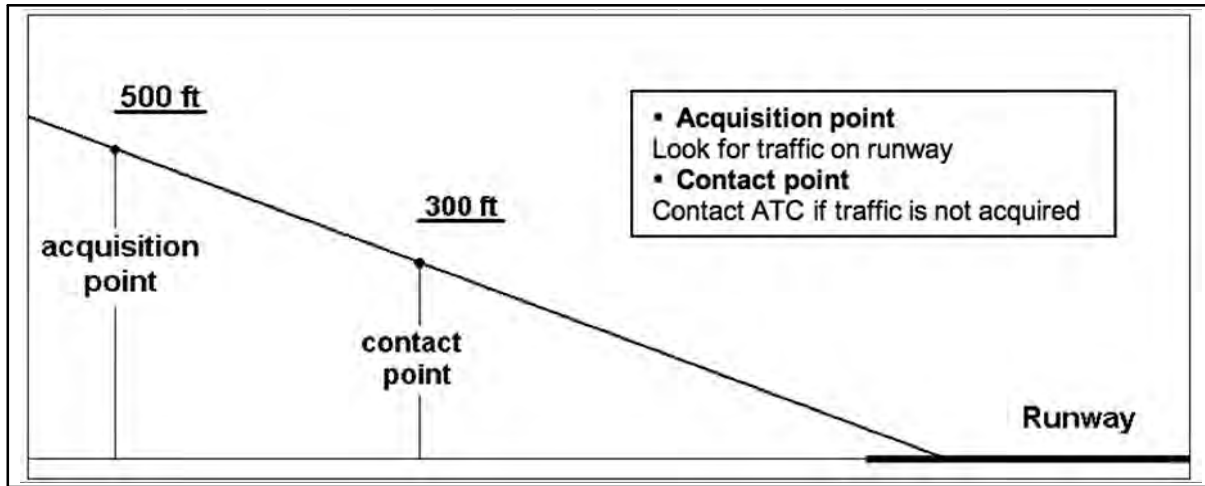 500 ft
▪ Acquisition point
Look for traffic on runway
▪ Contact point
Contact ATC if traffic is not acquired
300 ft
acquisition
point
contact
point
Runway